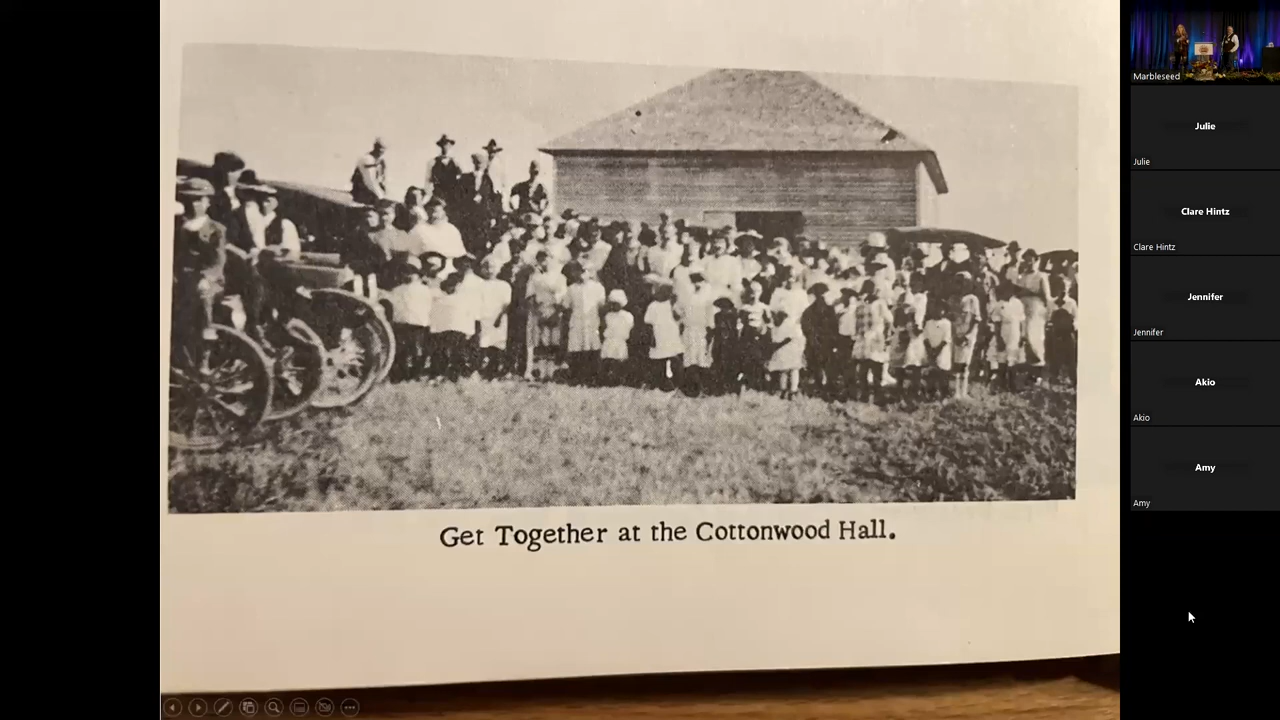 Get Together at the Cottonwood Hall.
Marbleseed
Julie
Julie
Clare Hintz
Clare Hintz
Jennifer
Jennifer
Akio
Akio
Amy
Amy